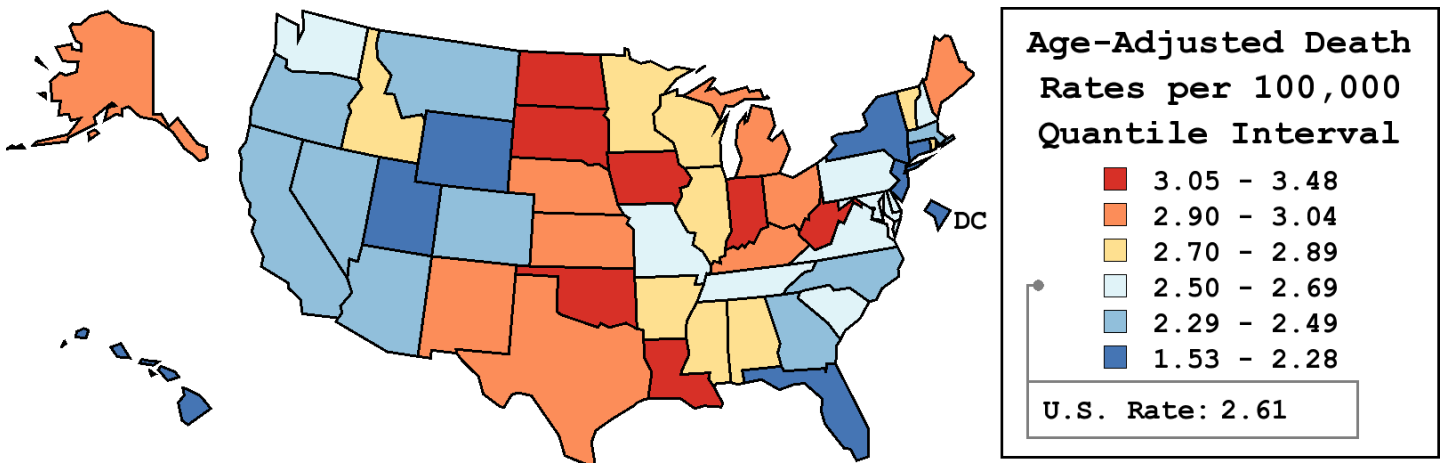 Age-Adjusted Death
Rates per 100,000
Quantile Interval
3.05 - 3.48
2.90 - 3.04
2.70 - 2.89
2.50 - 2.69
2.29 - 2.49
1.53 - 2.28
U.S. Rate: 2.61
DC